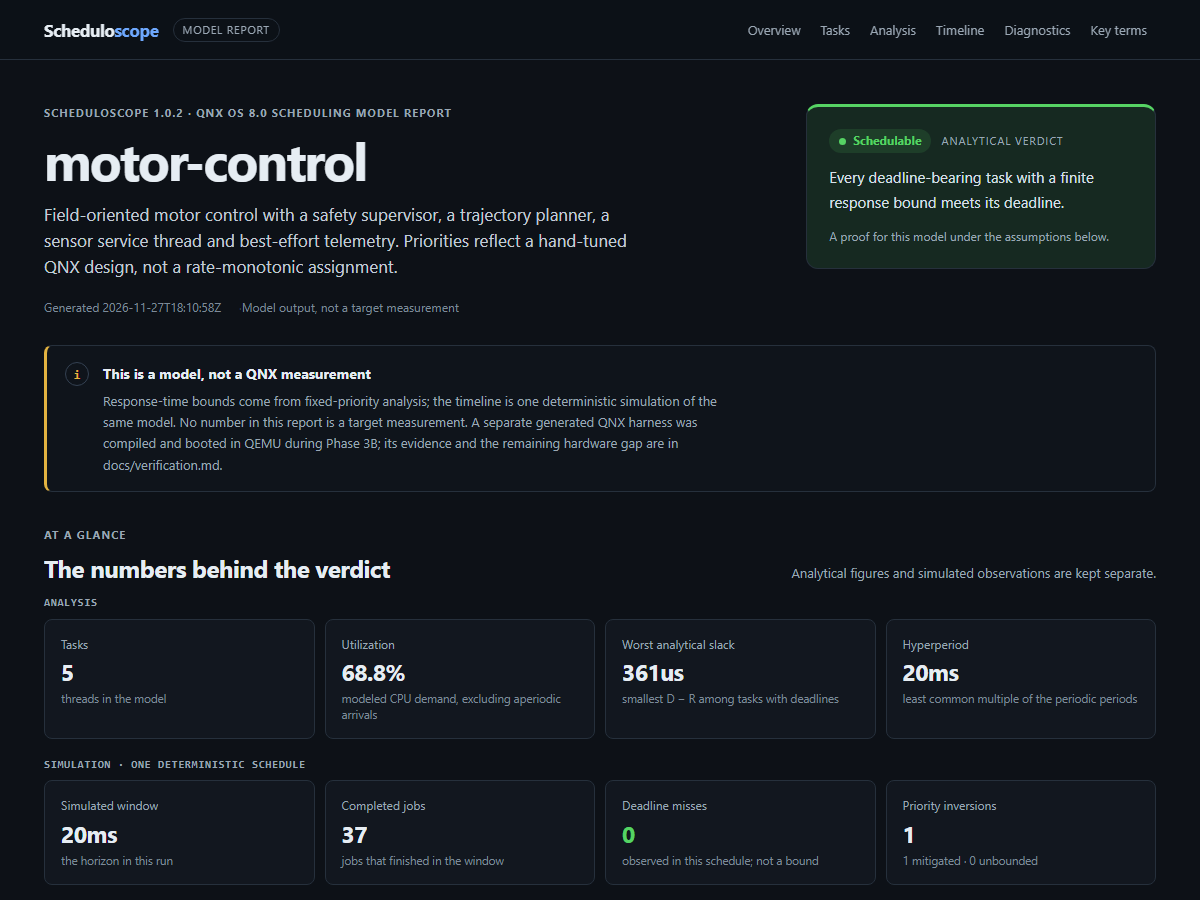 Scheduloscope MODEL REPORT Overview Tasks Analysis Timeline Diagnostics Key terms
SCHEDULOSCOPE 1.0.2 · QNX OS 8.0 SCHEDULING MODEL REPORT
motor-control
Field-oriented motor control with a safety supervisor, a trajectory planner, a
sensor service thread and best-effort telemetry. Priorities reflect a hand-tuned
QNX design, not a rate-monotonic assignment.
Generated 2026-11-27T18:10:58Z Model output, not a target measurement
Schedulable ANALYTICAL VERDICT
Every deadline-bearing task with a finite
response bound meets its deadline.
A proof for this model under the assumptions below.
i This is a model, not a QNX measurement
Response-time bounds come from fixed-priority analysis; the timeline is one deterministic simulation of the
same model. No number in this report is a target measurement. A separate generated QNX harness was
compiled and booted in QEMU during Phase 3B; its evidence and the remaining hardware gap are in
docs/verification.md.
AT A GLANCE
The numbers behind the verdict
Analytical figures and simulated observations are kept separate.
ANALYSIS
Tasks
5
threads in the model
Utilization
68.8%
modeled CPU demand, excluding aperiodic
arrivals
Worst analytical slack
361us
smallest D − R among tasks with deadlines
Hyperperiod
20ms
least common multiple of the periodic periods
SIMULATION · ONE DETERMINISTIC SCHEDULE
Simulated window
20ms
the horizon in this run
Completed jobs
37
jobs that finished in the window
Deadline misses
0
observed in this schedule; not a bound
Priority inversions
1
1 mitigated · 0 unbounded